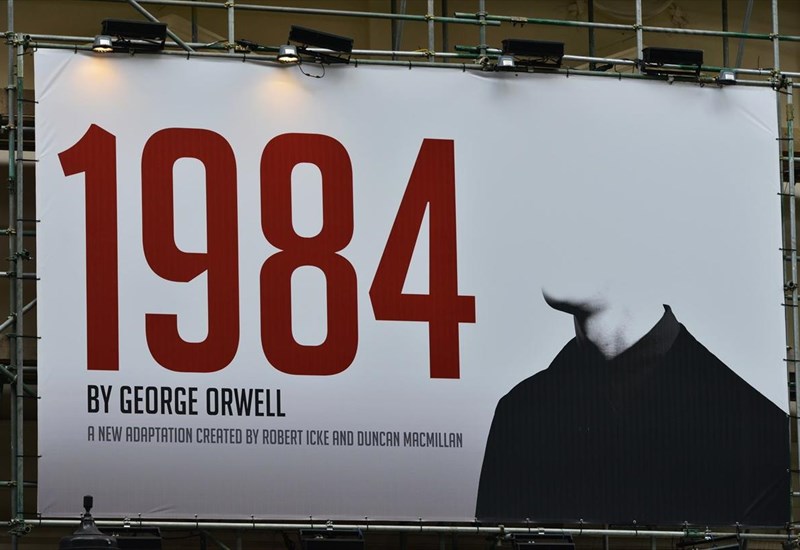 1984
BY GEORGE ORWELL
A NEW ADAPTATION CREATED BY ROBERT ICKE AND DUNCAN MACMILLAN